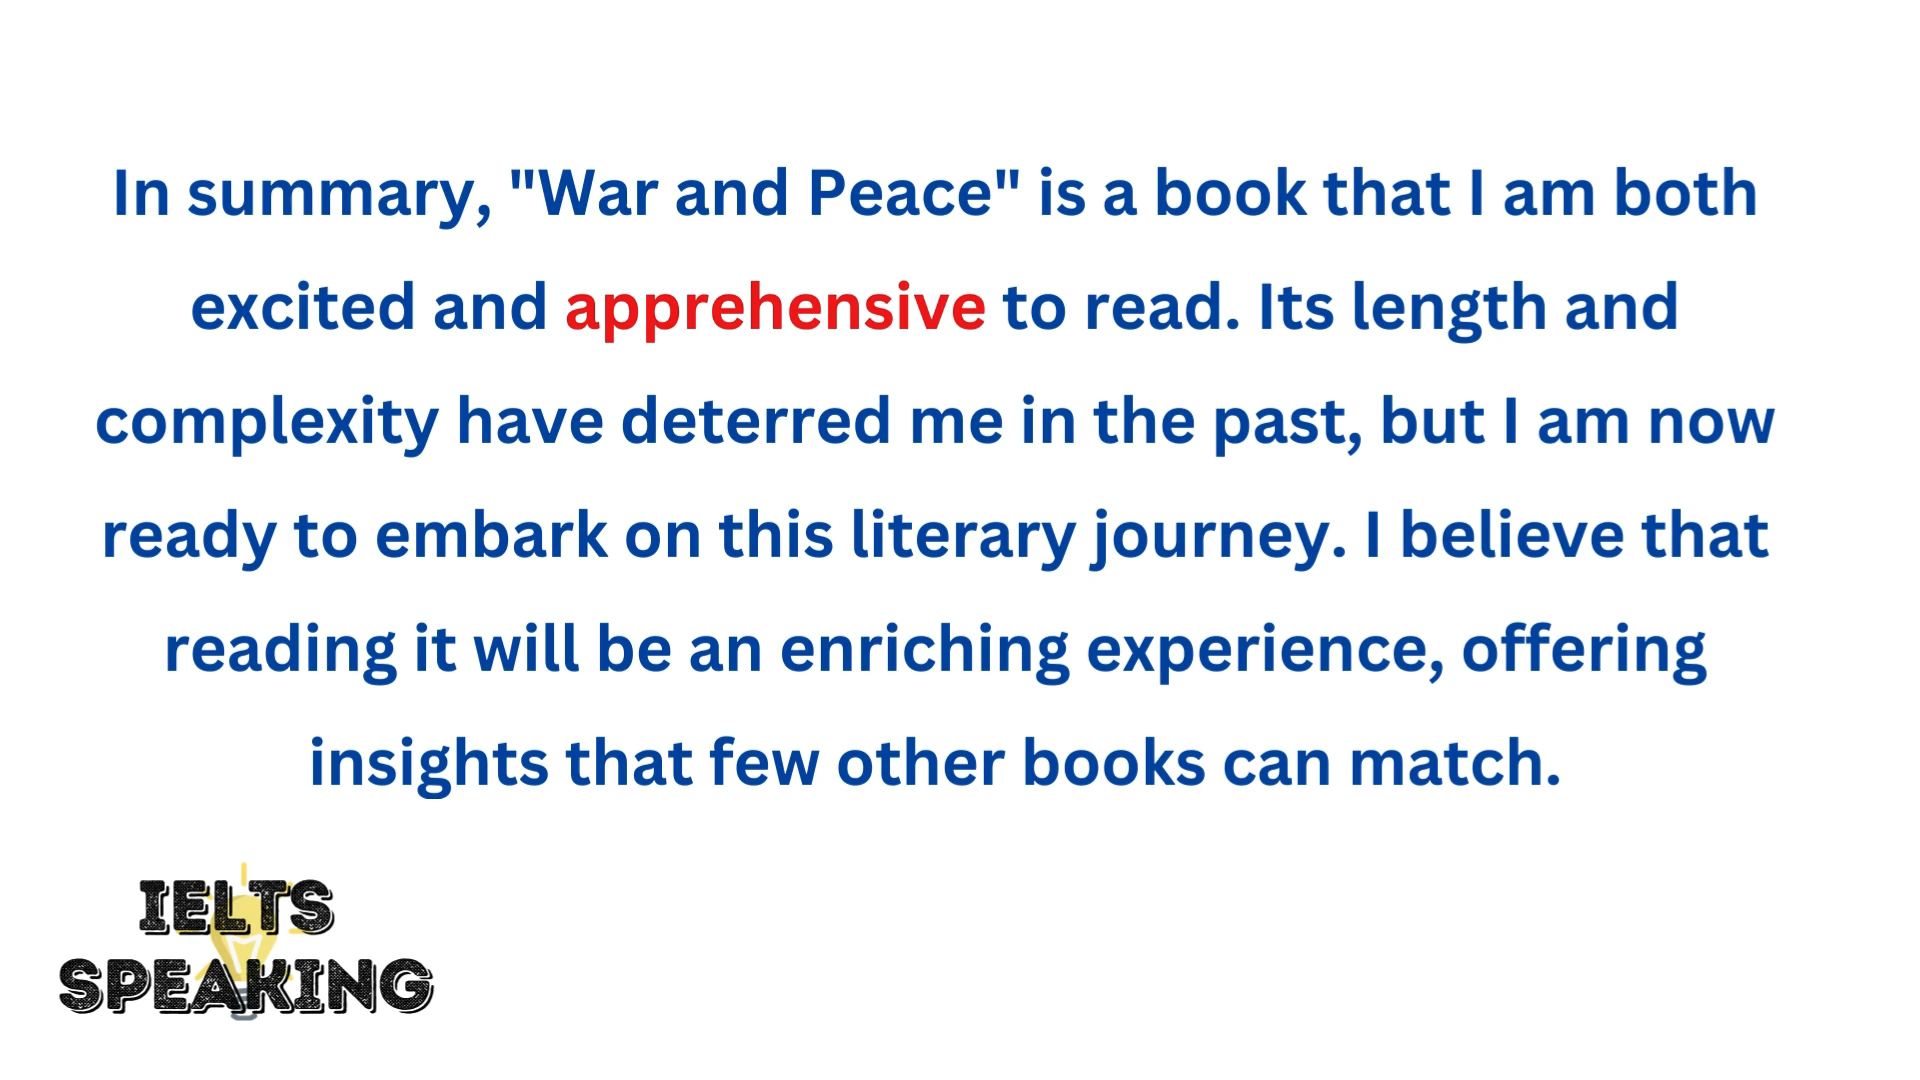 In summary, "War and Peace" is a book that I am both
excited and apprehensive to read. Its length and
complexity have deterred me in the past, but I am now
ready to embark on this literary journey. I believe that
reading it will be an enriching experience, offering
insights that few other books can match.
IELTS
SPEAKING